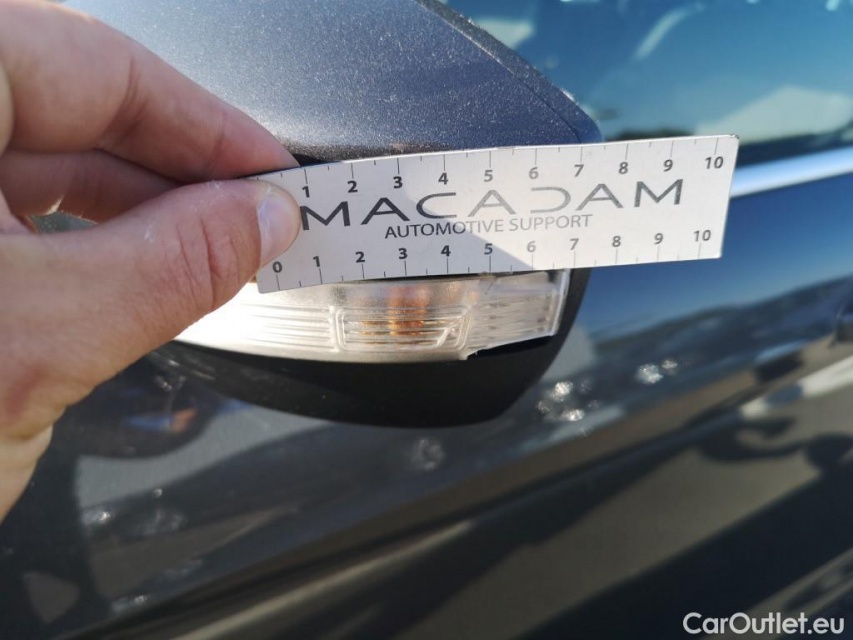 1 2 3 4 5 6 7 8 9 10
MACADAM
AUTOMOTIVE SUPPORT
0 1 2 3 4 5 6 7 8 9 10
CarOutlet.eu